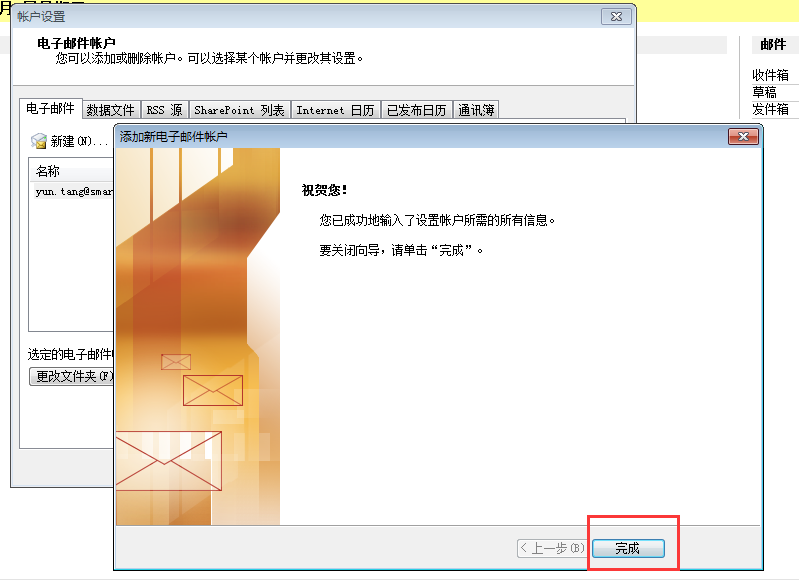 月
帐户设置
电子邮件帐户
您可以添加或删除帐户。可以选择某个帐户并更改其设置。
邮件
收件箱
草稿
发件箱
电子邮件
数据文件
RSS 源
SharePoint 列表
Internet 日历
已发布日历
通讯簿
新建(N)...
名称
yun.tang@smar
选定的电子邮件
更改文件夹(F)
添加新电子邮件帐户
祝贺您!
您已成功地输入了设置帐户所需的所有信息。
要关闭向导，请单击“完成”。
< 上一步(B)
完成